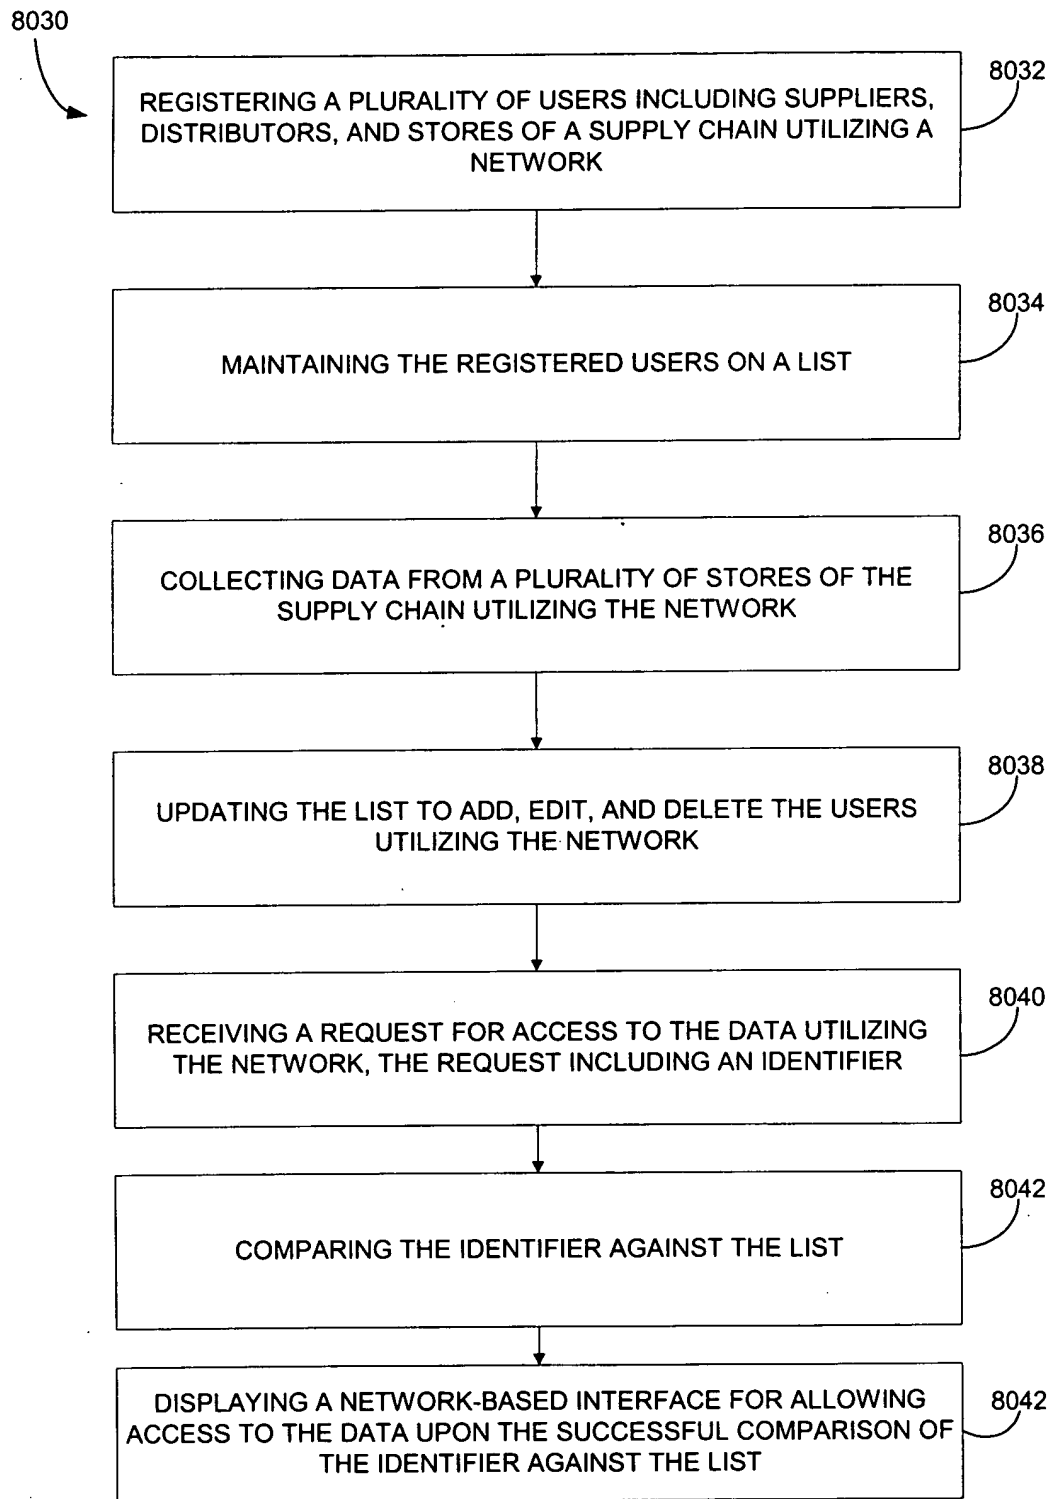 8030
8032
REGISTERING A PLURALITY OF USERS INCLUDING SUPPLIERS,
DISTRIBUTORS, AND STORES OF A SUPPLY CHAIN UTILIZING A
NETWORK
8034
MAINTAINING THE REGISTERED USERS ON A LIST
8036
COLLECTING DATA FROM A PLURALITY OF STORES OF THE
SUPPLY CHAIN UTILIZING THE NETWORK
8038
UPDATING THE LIST TO ADD, EDIT, AND DELETE THE USERS
UTILIZING THE NETWORK
8040
RECEIVING A REQUEST FOR ACCESS TO THE DATA UTILIZING
THE NETWORK, THE REQUEST INCLUDING AN IDENTIFIER
8042
COMPARING THE IDENTIFIER AGAINST THE LIST
8042
DISPLAYING A NETWORK-BASED INTERFACE FOR ALLOWING
ACCESS TO THE DATA UPON THE SUCCESSFUL COMPARISON OF
THE IDENTIFIER AGAINST THE LIST